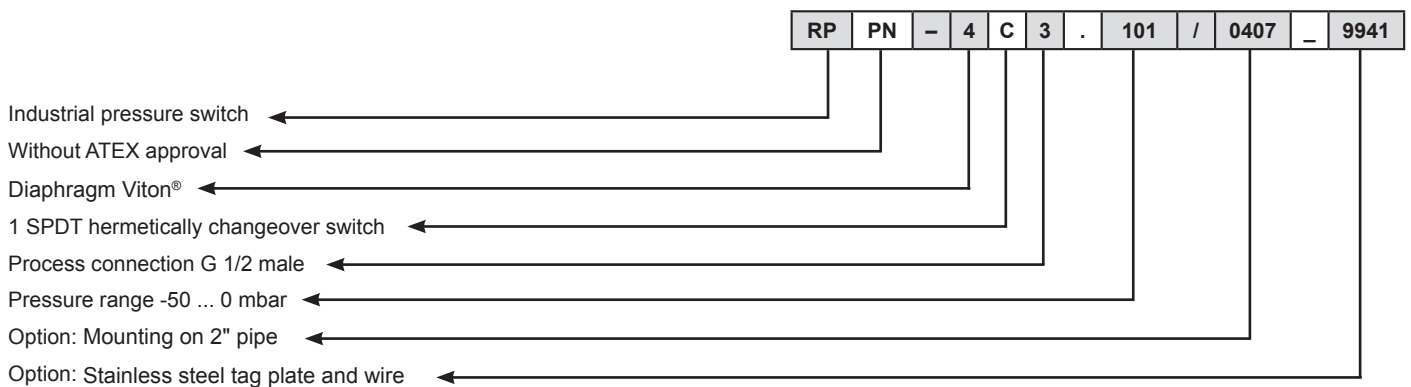 RP PN – 4 C 3 . 101 / 0407 _ 9941
Industrial pressure switch
Without ATEX approval
Diaphragm Viton®
1 SPDT hermetically changeover switch
Process connection G 1/2 male
Pressure range -50 ... 0 mbar
Option: Mounting on 2" pipe
Option: Stainless steel tag plate and wire